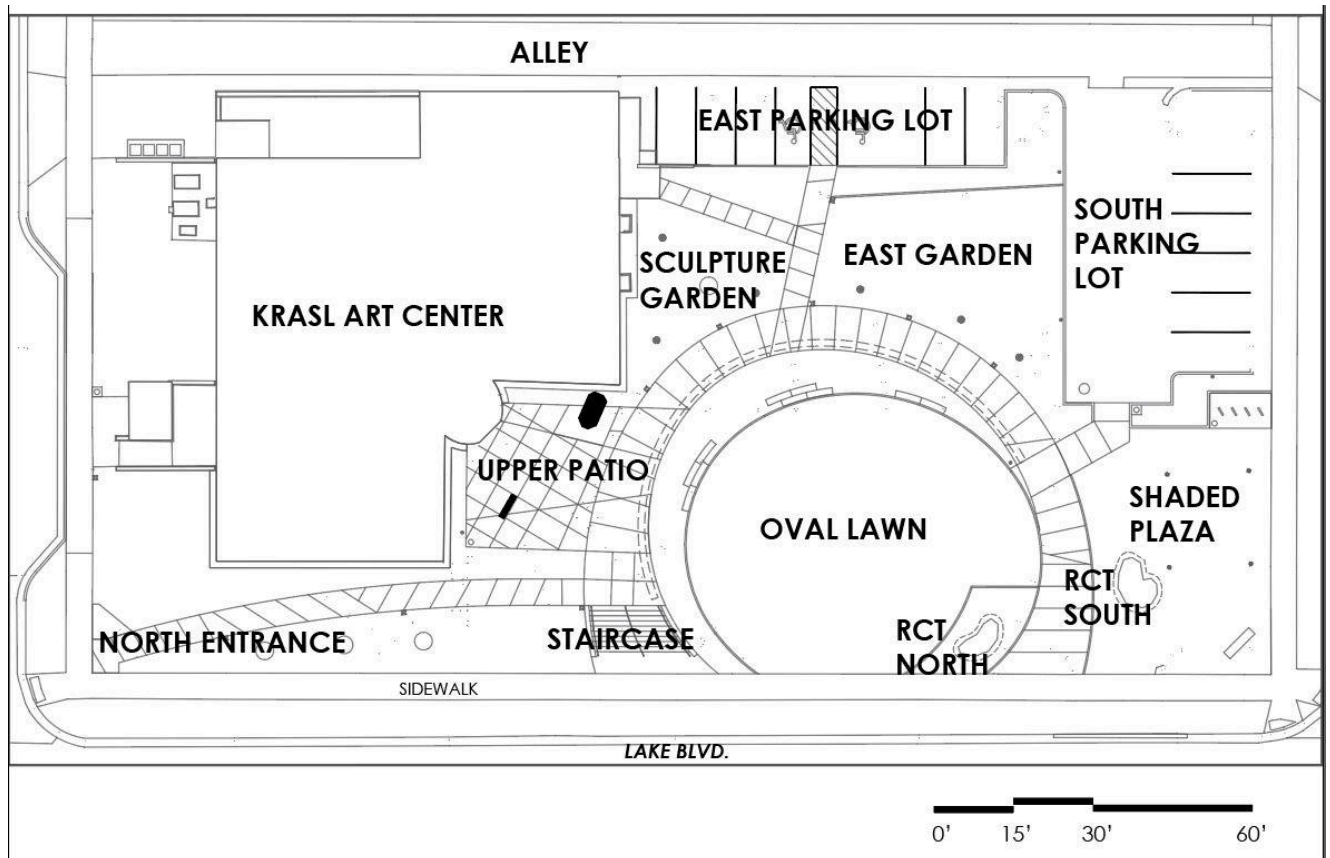 ALLEY
EAST PARKING LOT
SOUTH
PARKING
LOT
SCULPTURE
GARDEN
EAST GARDEN
KRASL ART CENTER
UPPER PATIO
OVAL LAWN
SHADED
PLAZA
RCT
SOUTH
RCT
NORTH
NORTH ENTRANCE
STAIRCASE
SIDEWALK
LAKE BLVD.
0' 15' 30' 60'